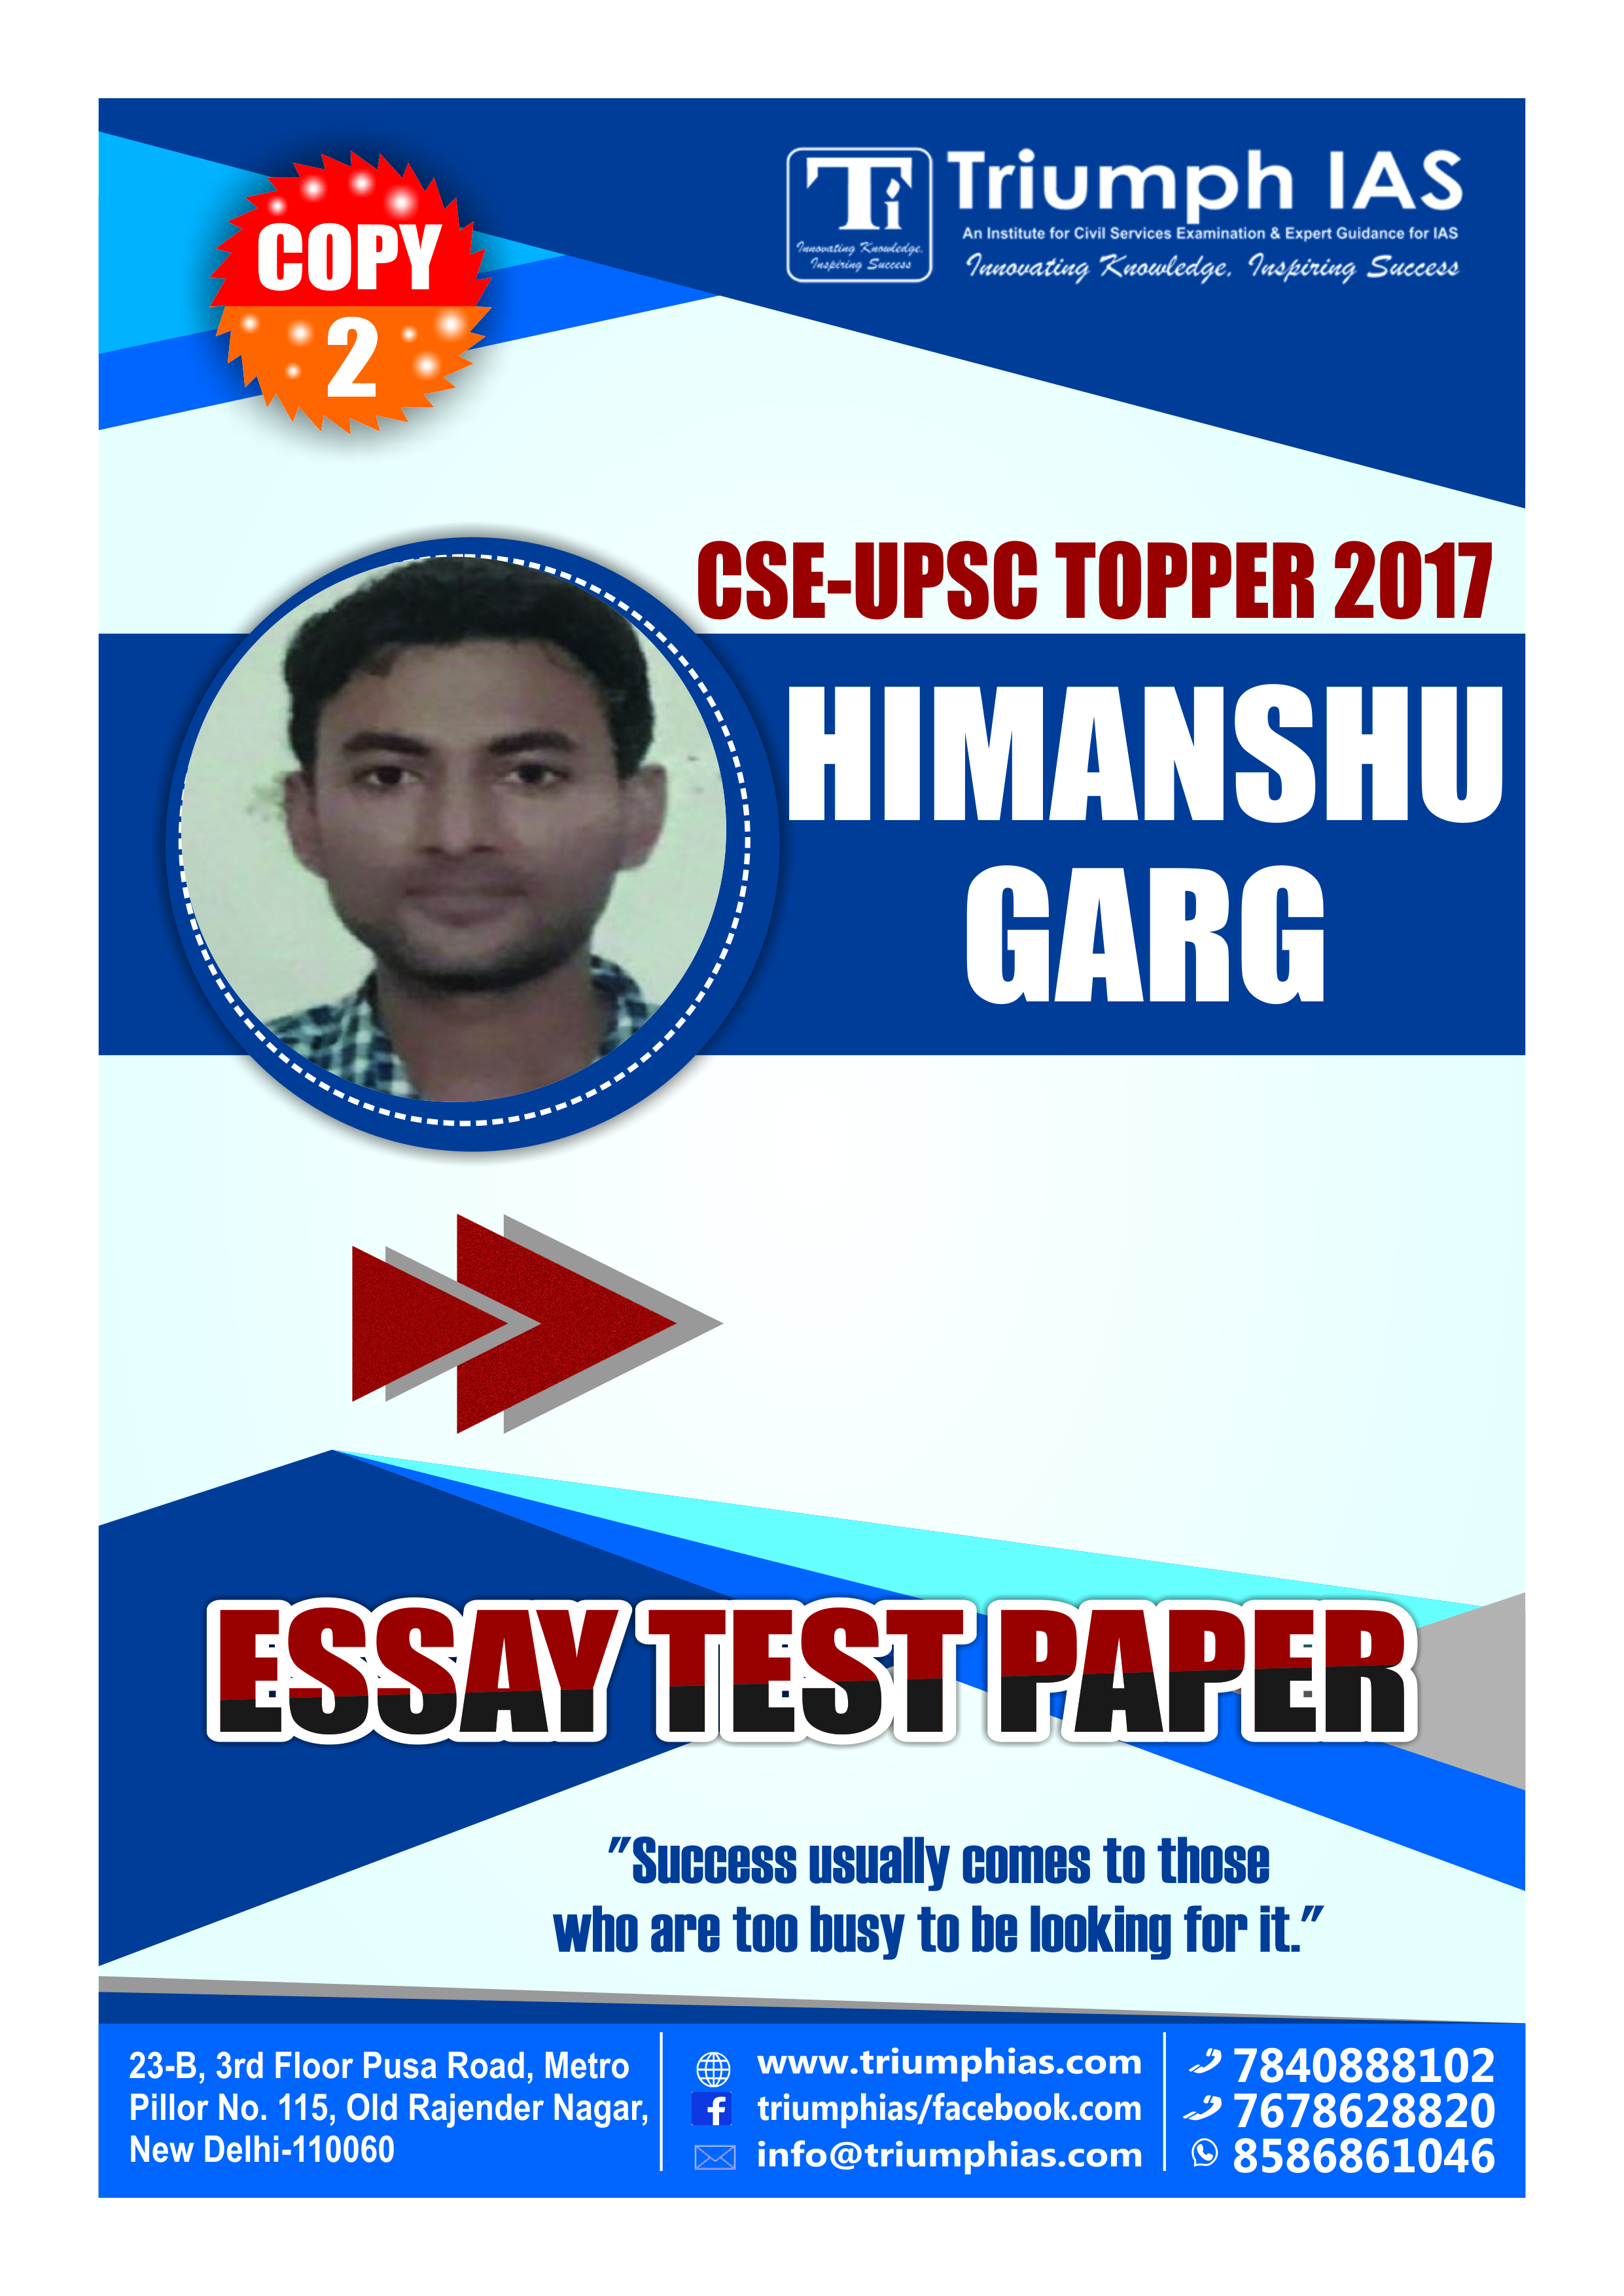 COPY
2
Ti
Innovating Knowledge,
Inspiring Success
Triumph IAS
An Institute for Civil Services Examination & Expert Guidance for IAS
Innovating Knowledge, Inspiring Success
CSE-UPSC TOPPER 2017
HIMANSHU
GARG
ESSAY TEST PAPER
"Success usually comes to those
who are too busy to be looking for it."
23-B, 3rd Floor Pusa Road, Metro
Pillor No. 115, Old Rajender Nagar,
New Delhi-110060
www.triumphias.com
triumphias/facebook.com
info@triumphias.com
7840888102
7678628820
8586861046